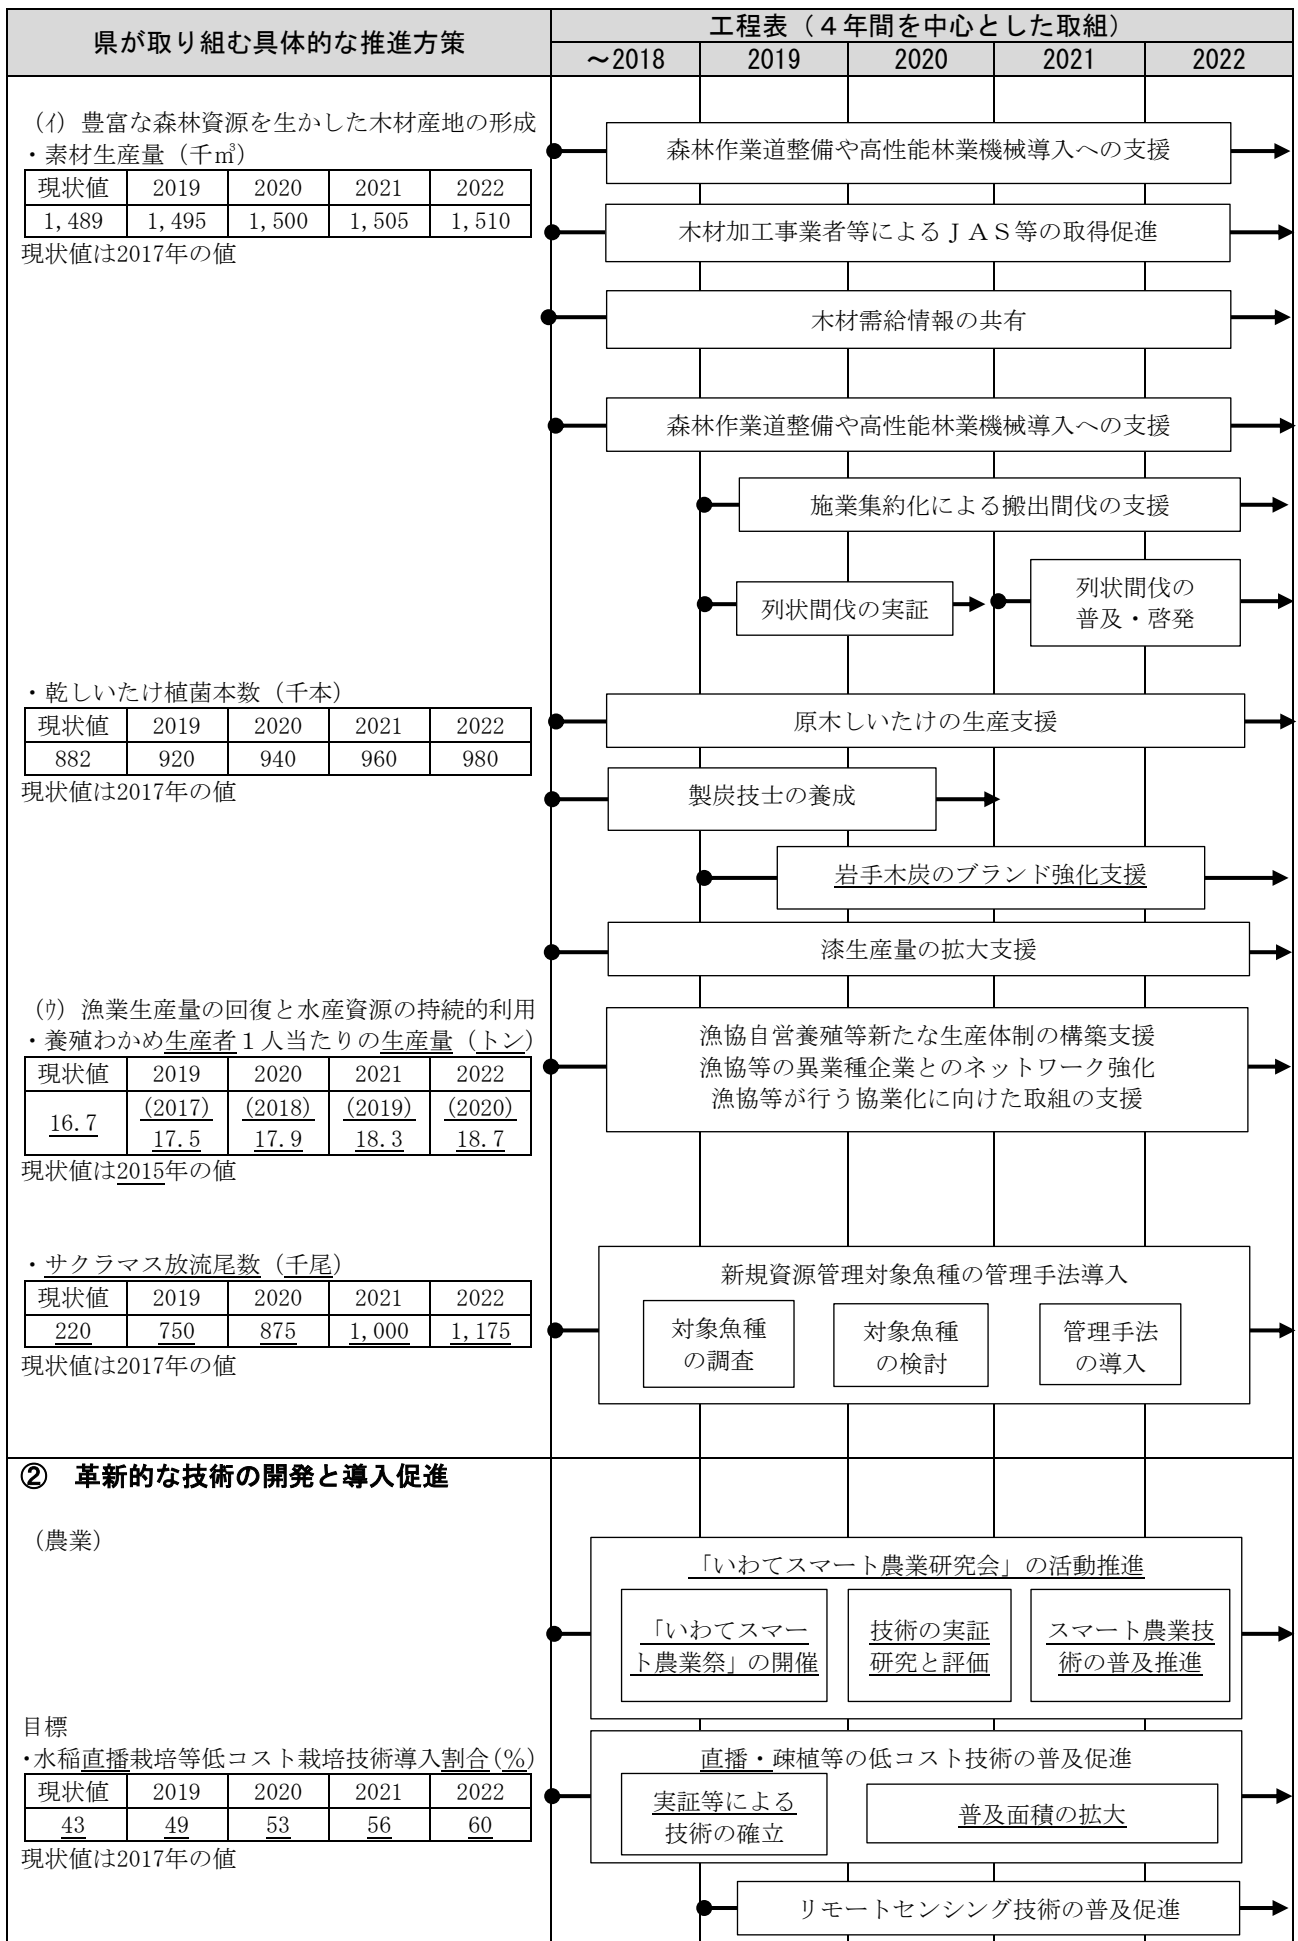 県が取り組む具体的な推進方策
工程表（４年間を中心とした取組）
～2018 2019 2020 2021 2022
(ｲ) 豊富な森林資源を生かした木材産地の形成
・素材生産量（千㎥）
現状値 2019 2020 2021 2022
1,489 1,495 1,500 1,505 1,510
現状値は2017年の値
森林作業道整備や高性能林業機械導入への支援
木材加工事業者等によるＪＡＳ等の取得促進
木材需給情報の共有
森林作業道整備や高性能林業機械導入への支援
施業集約化による搬出間伐の支援
列状間伐の実証
列状間伐の
普及・啓発
・乾しいたけ植菌本数（千本）
現状値 2019 2020 2021 2022
882 920 940 960 980
現状値は2017年の値
原木しいたけの生産支援
製炭技士の養成
岩手木炭のブランド強化支援
漆生産量の拡大支援
(ｳ) 漁業生産量の回復と水産資源の持続的利用
・養殖わかめ生産者１人当たりの生産量（トン）
現状値 2019 2020 2021 2022
16.7 (2017) (2018) (2019) (2020)
17.5 17.9 18.3 18.7
現状値は2015年の値
漁協自営養殖等新たな生産体制の構築支援
漁協等の異業種企業とのネットワーク強化
漁協等が行う協業化に向けた取組の支援
・サクラマス放流尾数（千尾）
現状値 2019 2020 2021 2022
220 750 875 1,000 1,175
現状値は2017年の値
新規資源管理対象魚種の管理手法導入
対象魚種
の調査
対象魚種
の検討
管理手法
の導入
② 革新的な技術の開発と導入促進
（農業）
「いわてスマート農業研究会」の活動推進
「いわてスマー
ト農業祭」の開催
技術の実証
研究と評価
スマート農業技
術の普及推進
目標
・水稲直播栽培等低コスト栽培技術導入割合(％)
現状値 2019 2020 2021 2022
43 49 53 56 60
現状値は2017年の値
直播・疎植等の低コスト技術の普及促進
実証等による
技術の確立
普及面積の拡大
リモートセンシング技術の普及促進